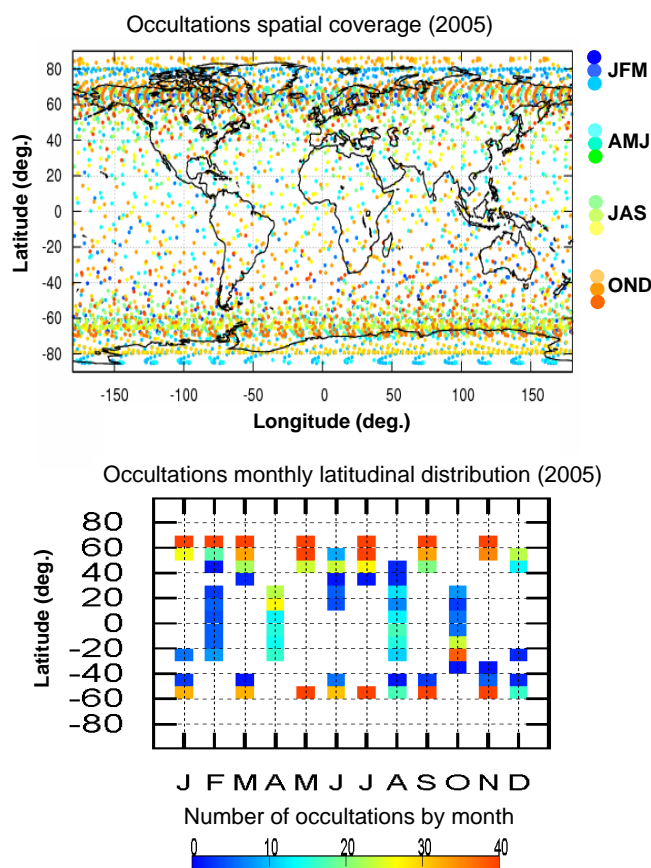 Occultations spatial coverage (2005)
Latitude (deg.)
80
60
40
20
0
-20
-40
-60
-80
-150 -100 -50 0 50 100 150
Longitude (deg.)
JFM
AMJ
JAS
OND
Occultations monthly latitudinal distribution (2005)
Latitude (deg.)
80
60
40
20
0
-20
-40
-60
-80
J F M A M J J A S O N D
Number of occultations by month
0 10 20 30 40